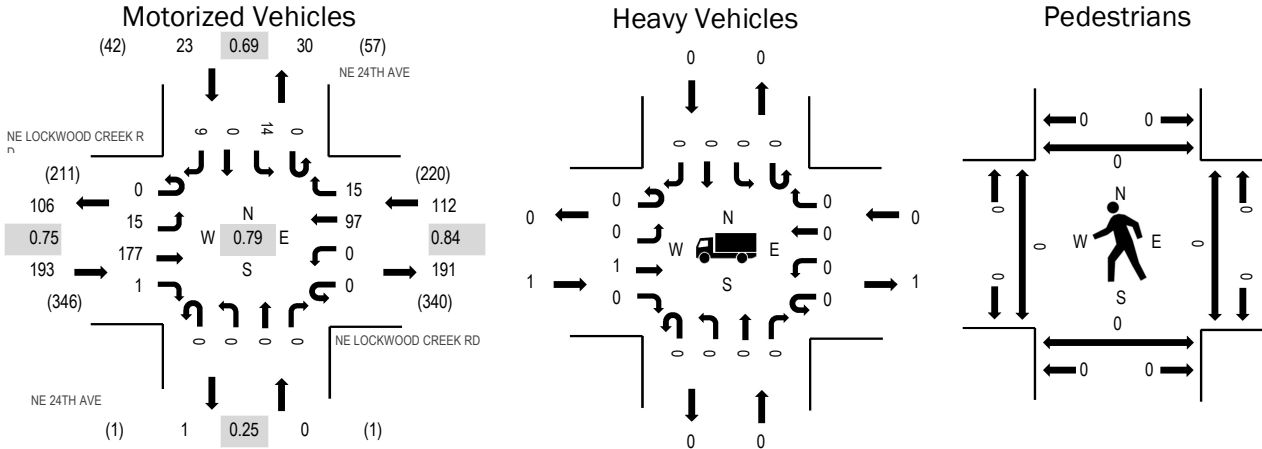 Motorized Vehicles
(42) 23 0.69 30 (57)
NE 24TH AVE
NE LOCKWOOD CREEK R
D
9 0 14 0
(211) 0 15 (220)
106 15 97 112
N
0.75 W 0.79 E 0.84
S
193 177 0 191
(346) 1 0 (340)
0 0 0 0
NE LOCKWOOD CREEK RD
NE 24TH AVE
(1) 1 0.25 0 (1)
Heavy Vehicles
0 0
0 0 0 0
0 0
0 0 0 0
N
W E
S
1 1 0 1
0 0
0 0 0 0
0 0
Pedestrians
0 0
0
N
0 0
W E
0 0
0 0
S
0
0 0